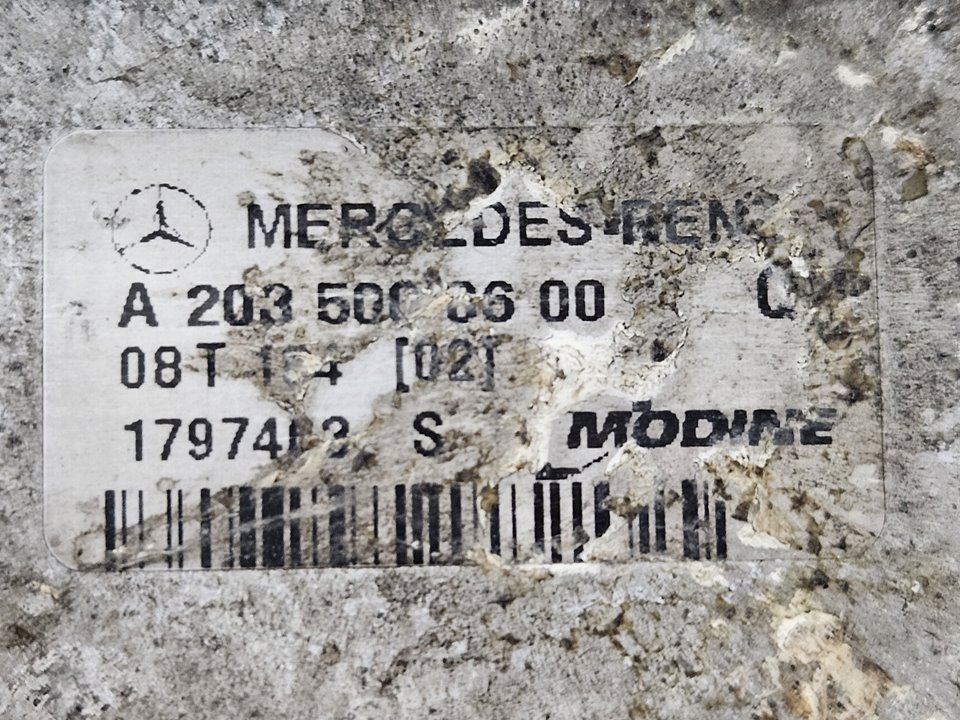 MERCEDES-BENZ
A 203 500 00
08T [02]
S MODINE